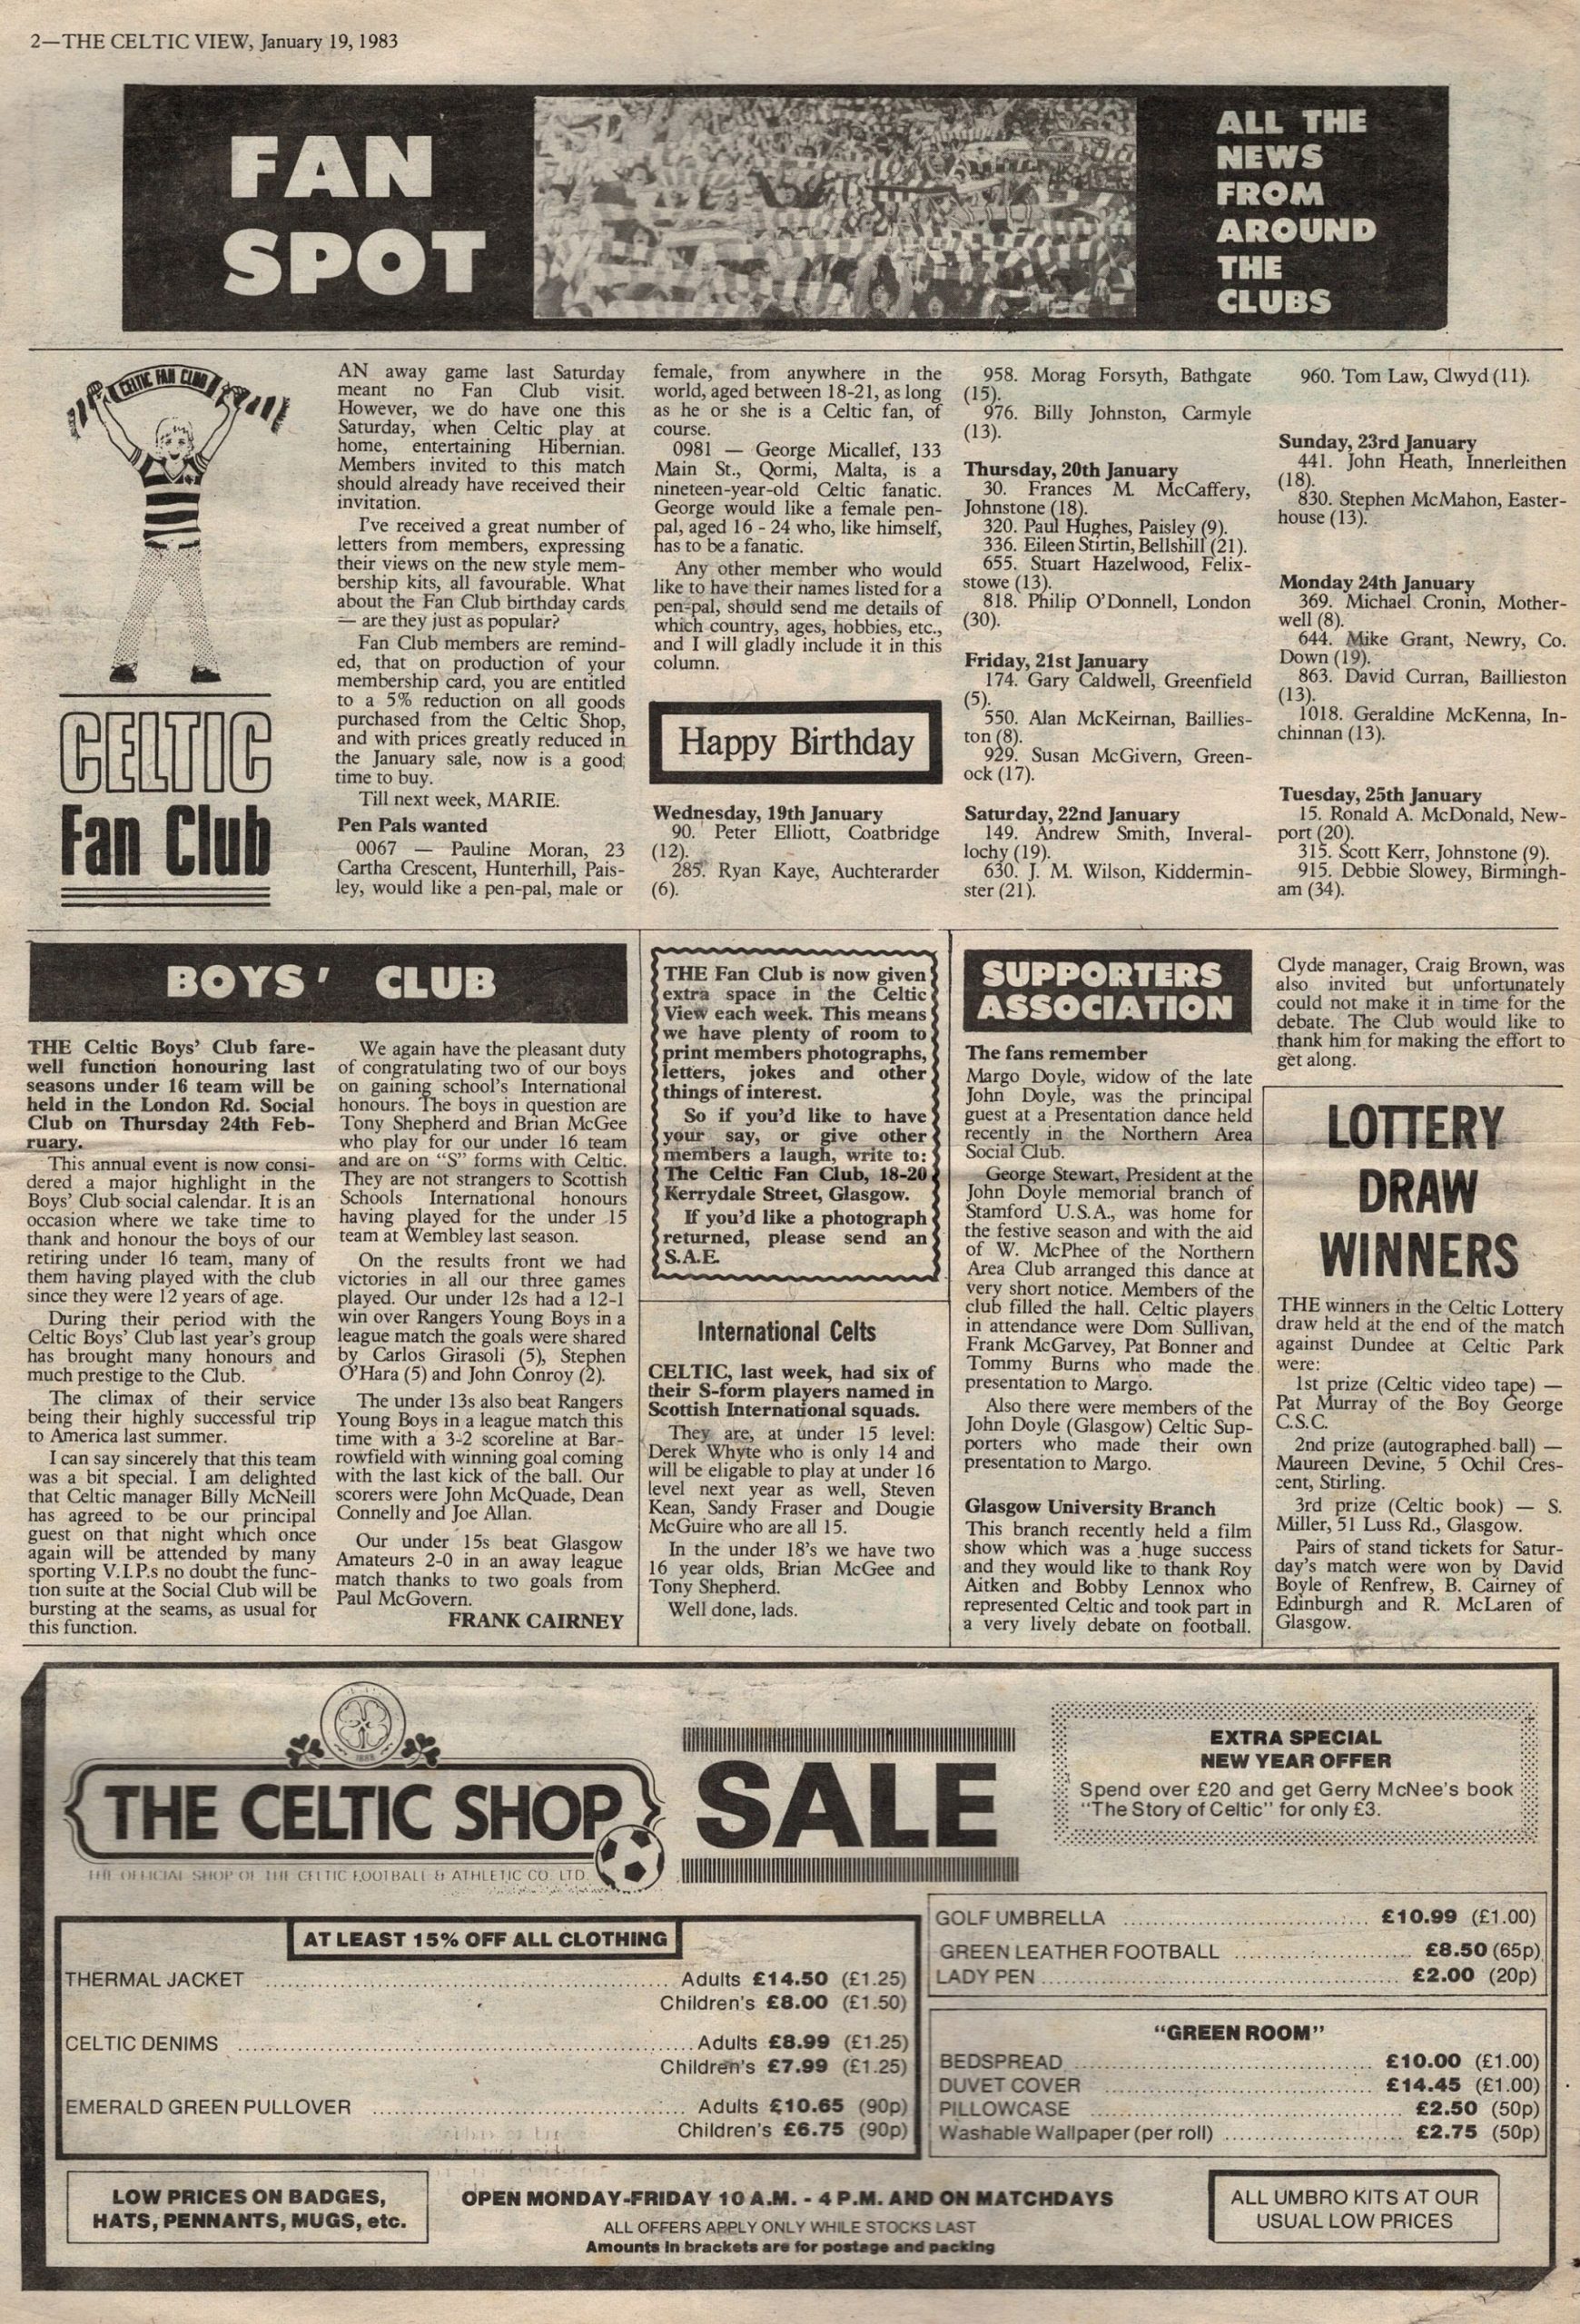 2—THE CELTIC VIEW, January 19, 1983
FAN
SPOT
ALL THE
NEWS
FROM
AROUND
THE
CLUBS
CELTIC FAN CLUB
CELTIC
Fan Club
AN away game last Saturday
meant no Fan Club visit.
However, we do have one this
Saturday, when Celtic play at
home, entertaining Hibernian.
Members invited to this match
should already have received their
invitation.
I've received a great number of
letters from members, expressing
their views on the new style mem-
bership kits, all favourable. What
about the Fan Club birthday cards
— are they just as popular?
Fan Club members are remind-
ed, that on production of your
membership card, you are entitled
to a 5% reduction on all goods
purchased from the Celtic Shop,
and with prices greatly reduced in
the January sale, now is a good
time to buy.
Till next week, MARIE.
Pen Pals wanted
0067 — Pauline Moran, 23
Cartha Crescent, Hunterhill, Pais-
ley, would like a pen-pal, male or
female, from anywhere in the
world, aged between 18-21, as long
as he or she is a Celtic fan, of
course.
0981 — George Micallef, 133
Main St., Qormi, Malta, is a
nineteen-year-old Celtic fanatic.
George would like a female pen-
pal, aged 16 - 24 who, like himself,
has to be a fanatic.
Any other member who would
like to have their names listed for a
pen-pal, should send me details of
which country, ages, hobbies, etc.,
and I will gladly include it in this
column.
Happy Birthday
Wednesday, 19th January
90. Peter Elliott, Coatbridge
(12).
285. Ryan Kaye, Auchterarder
(6).
958. Morag Forsyth, Bathgate
(15).
976. Billy Johnston, Carmyle
(13).
Thursday, 20th January
30. Frances M. McCaffery,
Johnstone (18).
320. Paul Hughes, Paisley (9).
336. Eileen Stirtin, Bellshill (21).
655. Stuart Hazelwood, Felix-
stowe (13).
818. Philip O'Donnell, London
(30).
Friday, 21st January
174. Gary Caldwell, Greenfield
(5).
550. Alan McKeirnan, Baillies-
ton (8).
929. Susan McGivern, Green-
ock (17).
Saturday, 22nd January
149. Andrew Smith, Inveral-
lochy (19).
630. J. M. Wilson, Kiddermin-
ster (21).
960. Tom Law, Clwyd (11).
Sunday, 23rd January
441. John Heath, Innerleithen
(18).
830. Stephen McMahon, Easter-
house (13).
Monday 24th January
369. Michael Cronin, Mother-
well (8).
644. Mike Grant, Newry, Co.
Down (19).
863. David Curran, Baillieston
(13).
1018. Geraldine McKenna, In-
chinnan (13).
Tuesday, 25th January
15. Ronald A. McDonald, New-
port (20).
315. Scott Kerr, Johnstone (9).
915. Debbie Slowey, Birmingh-
am (34).
BOYS' CLUB
THE Celtic Boys' Club fare-
well function honouring last
seasons under 16 team will be
held in the London Rd. Social
Club on Thursday 24th Feb-
ruary.
This annual event is now consi-
dered a major highlight in the
Boys' Club social calendar. It is an
occasion where we take time to
thank and honour the boys of our
retiring under 16 team, many of
them having played with the club
since they were 12 years of age.
During their period with the
Celtic Boys' Club last year's group
has brought many honours and
much prestige to the Club.
The climax of their service
being their highly successful trip
to America last summer.
I can say sincerely that this team
was a bit special. I am delighted
that Celtic manager Billy McNeill
has agreed to be our principal
guest on that night which once
again will be attended by many
sporting V.I.P.s no doubt the func-
tion suite at the Social Club will be
bursting at the seams, as usual for
this function.
We again have the pleasant duty
of congratulating two of our boys
on gaining school's International
honours. The boys in question are
Tony Shepherd and Brian McGee
who play for our under 16 team
and are on "S" forms with Celtic.
They are not strangers to Scottish
Schools International honours
having played for the under 15
team at Wembley last season.
On the results front we had
victories in all our three games
played. Our under 12s had a 12-1
win over Rangers Young Boys in a
league match the goals were shared
by Carlos Girasoli (5), Stephen
O'Hara (5) and John Conroy (2).
The under 13s also beat Rangers
Young Boys in a league match this
time with a 3-2 scoreline at Bar-
rowfield with winning goal coming
with the last kick of the ball. Our
scorers were John McQuade, Dean
Connelly and Joe Allan.
Our under 15s beat Glasgow
Amateurs 2-0 in an away league
match thanks to two goals from
Paul McGovern.
FRANK CAIRNEY
THE Fan Club is now given
extra space in the Celtic
View each week. This means
we have plenty of room to
print members photographs,
letters, jokes and other
things of interest.
So if you'd like to have
your say, or give other
members a laugh, write to:
The Celtic Fan Club, 18-20
Kerrydale Street, Glasgow.
If you'd like a photograph
returned, please send an
S.A.E.
International Celts
CELTIC, last week, had six of
their S-form players named in
Scottish International squads.
They are, at under 15 level:
Derek Whyte who is only 14 and
will be eligable to play at under 16
level next year as well, Steven
Kean, Sandy Fraser and Dougie
McGuire who are all 15.
In the under 18's we have two
16 year olds, Brian McGee and
Tony Shepherd.
Well done, lads.
SUPPORTERS
ASSOCIATION
The fans remember
Margo Doyle, widow of the late
John Doyle, was the principal
guest at a Presentation dance held
recently in the Northern Area
Social Club.
George Stewart, President at the
John Doyle memorial branch of
Stamford U.S.A., was home for
the festive season and with the aid
of W. McPhee of the Northern
Area Club arranged this dance at
very short notice. Members of the
club filled the hall. Celtic players
in attendance were Dom Sullivan,
Frank McGarvey, Pat Bonner and
Tommy Burns who made the
presentation to Margo.
Also there were members of the
John Doyle (Glasgow) Celtic Sup-
porters who made their own
presentation to Margo.
Glasgow University Branch
This branch recently held a film
show which was a huge success
and they would like to thank Roy
Aitken and Bobby Lennox who
represented Celtic and took part in
a very lively debate on football.
Clyde manager, Craig Brown, was
also invited but unfortunately
could not make it in time for the
debate. The Club would like to
thank him for making the effort to
get along.
LOTTERY
DRAW
WINNERS
THE winners in the Celtic Lottery
draw held at the end of the match
against Dundee at Celtic Park
were:
1st prize (Celtic video tape) —
Pat Murray of the Boy George
C.S.C.
2nd prize (autographed ball) —
Maureen Devine, 5 Ochil Cres-
cent, Stirling.
3rd prize (Celtic book) — S.
Miller, 51 Luss Rd., Glasgow.
Pairs of stand tickets for Satur-
day's match were won by David
Boyle of Renfrew, B. Cairney of
Edinburgh and R. McLaren of
Glasgow.
1888
THE CELTIC SHOP
THE OFFICIAL SHOP OF THE CELTIC FOOTBALL & ATHLETIC CO. LTD.
SALE
EXTRA SPECIAL
NEW YEAR OFFER
Spend over £20 and get Gerry McNee's book
"The Story of Celtic" for only £3.
AT LEAST 15% OFF ALL CLOTHING
THERMAL JACKET ........ Adults £14.50 (£1.25)
Children's £8.00 (£1.50)
CELTIC DENIMS ........ Adults £8.99 (£1.25)
Children's £7.99 (£1.25)
EMERALD GREEN PULLOVER ........ Adults £10.65 (90p)
Children's £6.75 (90p)
GOLF UMBRELLA ........ £10.99 (£1.00)
GREEN LEATHER FOOTBALL ........ £8.50 (65p)
LADY PEN ........ £2.00 (20p)
"GREEN ROOM"
BEDSPREAD ........ £10.00 (£1.00)
DUVET COVER ........ £14.45 (£1.00)
PILLOWCASE ........ £2.50 (50p)
Washable Wallpaper (per roll) ........ £2.75 (50p)
LOW PRICES ON BADGES,
HATS, PENNANTS, MUGS, etc.
OPEN MONDAY-FRIDAY 10 A.M. - 4 P.M. AND ON MATCHDAYS
ALL OFFERS APPLY ONLY WHILE STOCKS LAST
Amounts in brackets are for postage and packing
ALL UMBRO KITS AT OUR
USUAL LOW PRICES